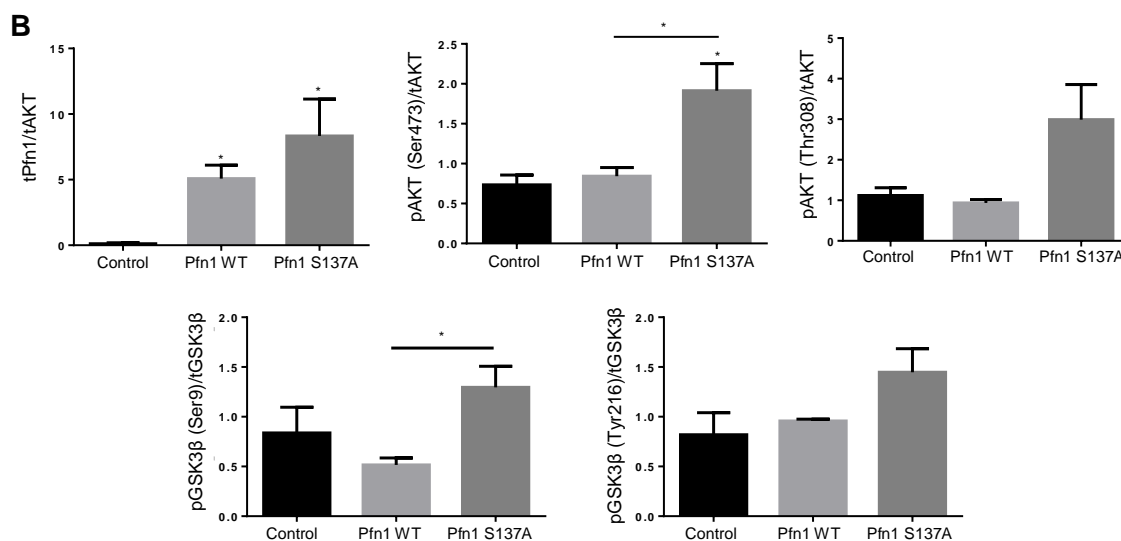 B
tPfn1/tAKT
15
10
5
0
*
*
Control
Pfn1 WT
Pfn1 S137A
pAKT (Ser473)/tAKT
2.5
2.0
1.5
1.0
0.5
0.0
*
*
Control
Pfn1 WT
Pfn1 S137A
pAKT (Thr308)/tAKT
5
4
3
2
1
0
Control
Pfn1 WT
Pfn1 S137A
pGSK3β (Ser9)/tGSK3β
2.0
1.5
1.0
0.5
0.0
*
Control
Pfn1 WT
Pfn1 S137A
pGSK3β (Tyr216)/tGSK3β
2.0
1.5
1.0
0.5
0.0
Control
Pfn1 WT
Pfn1 S137A